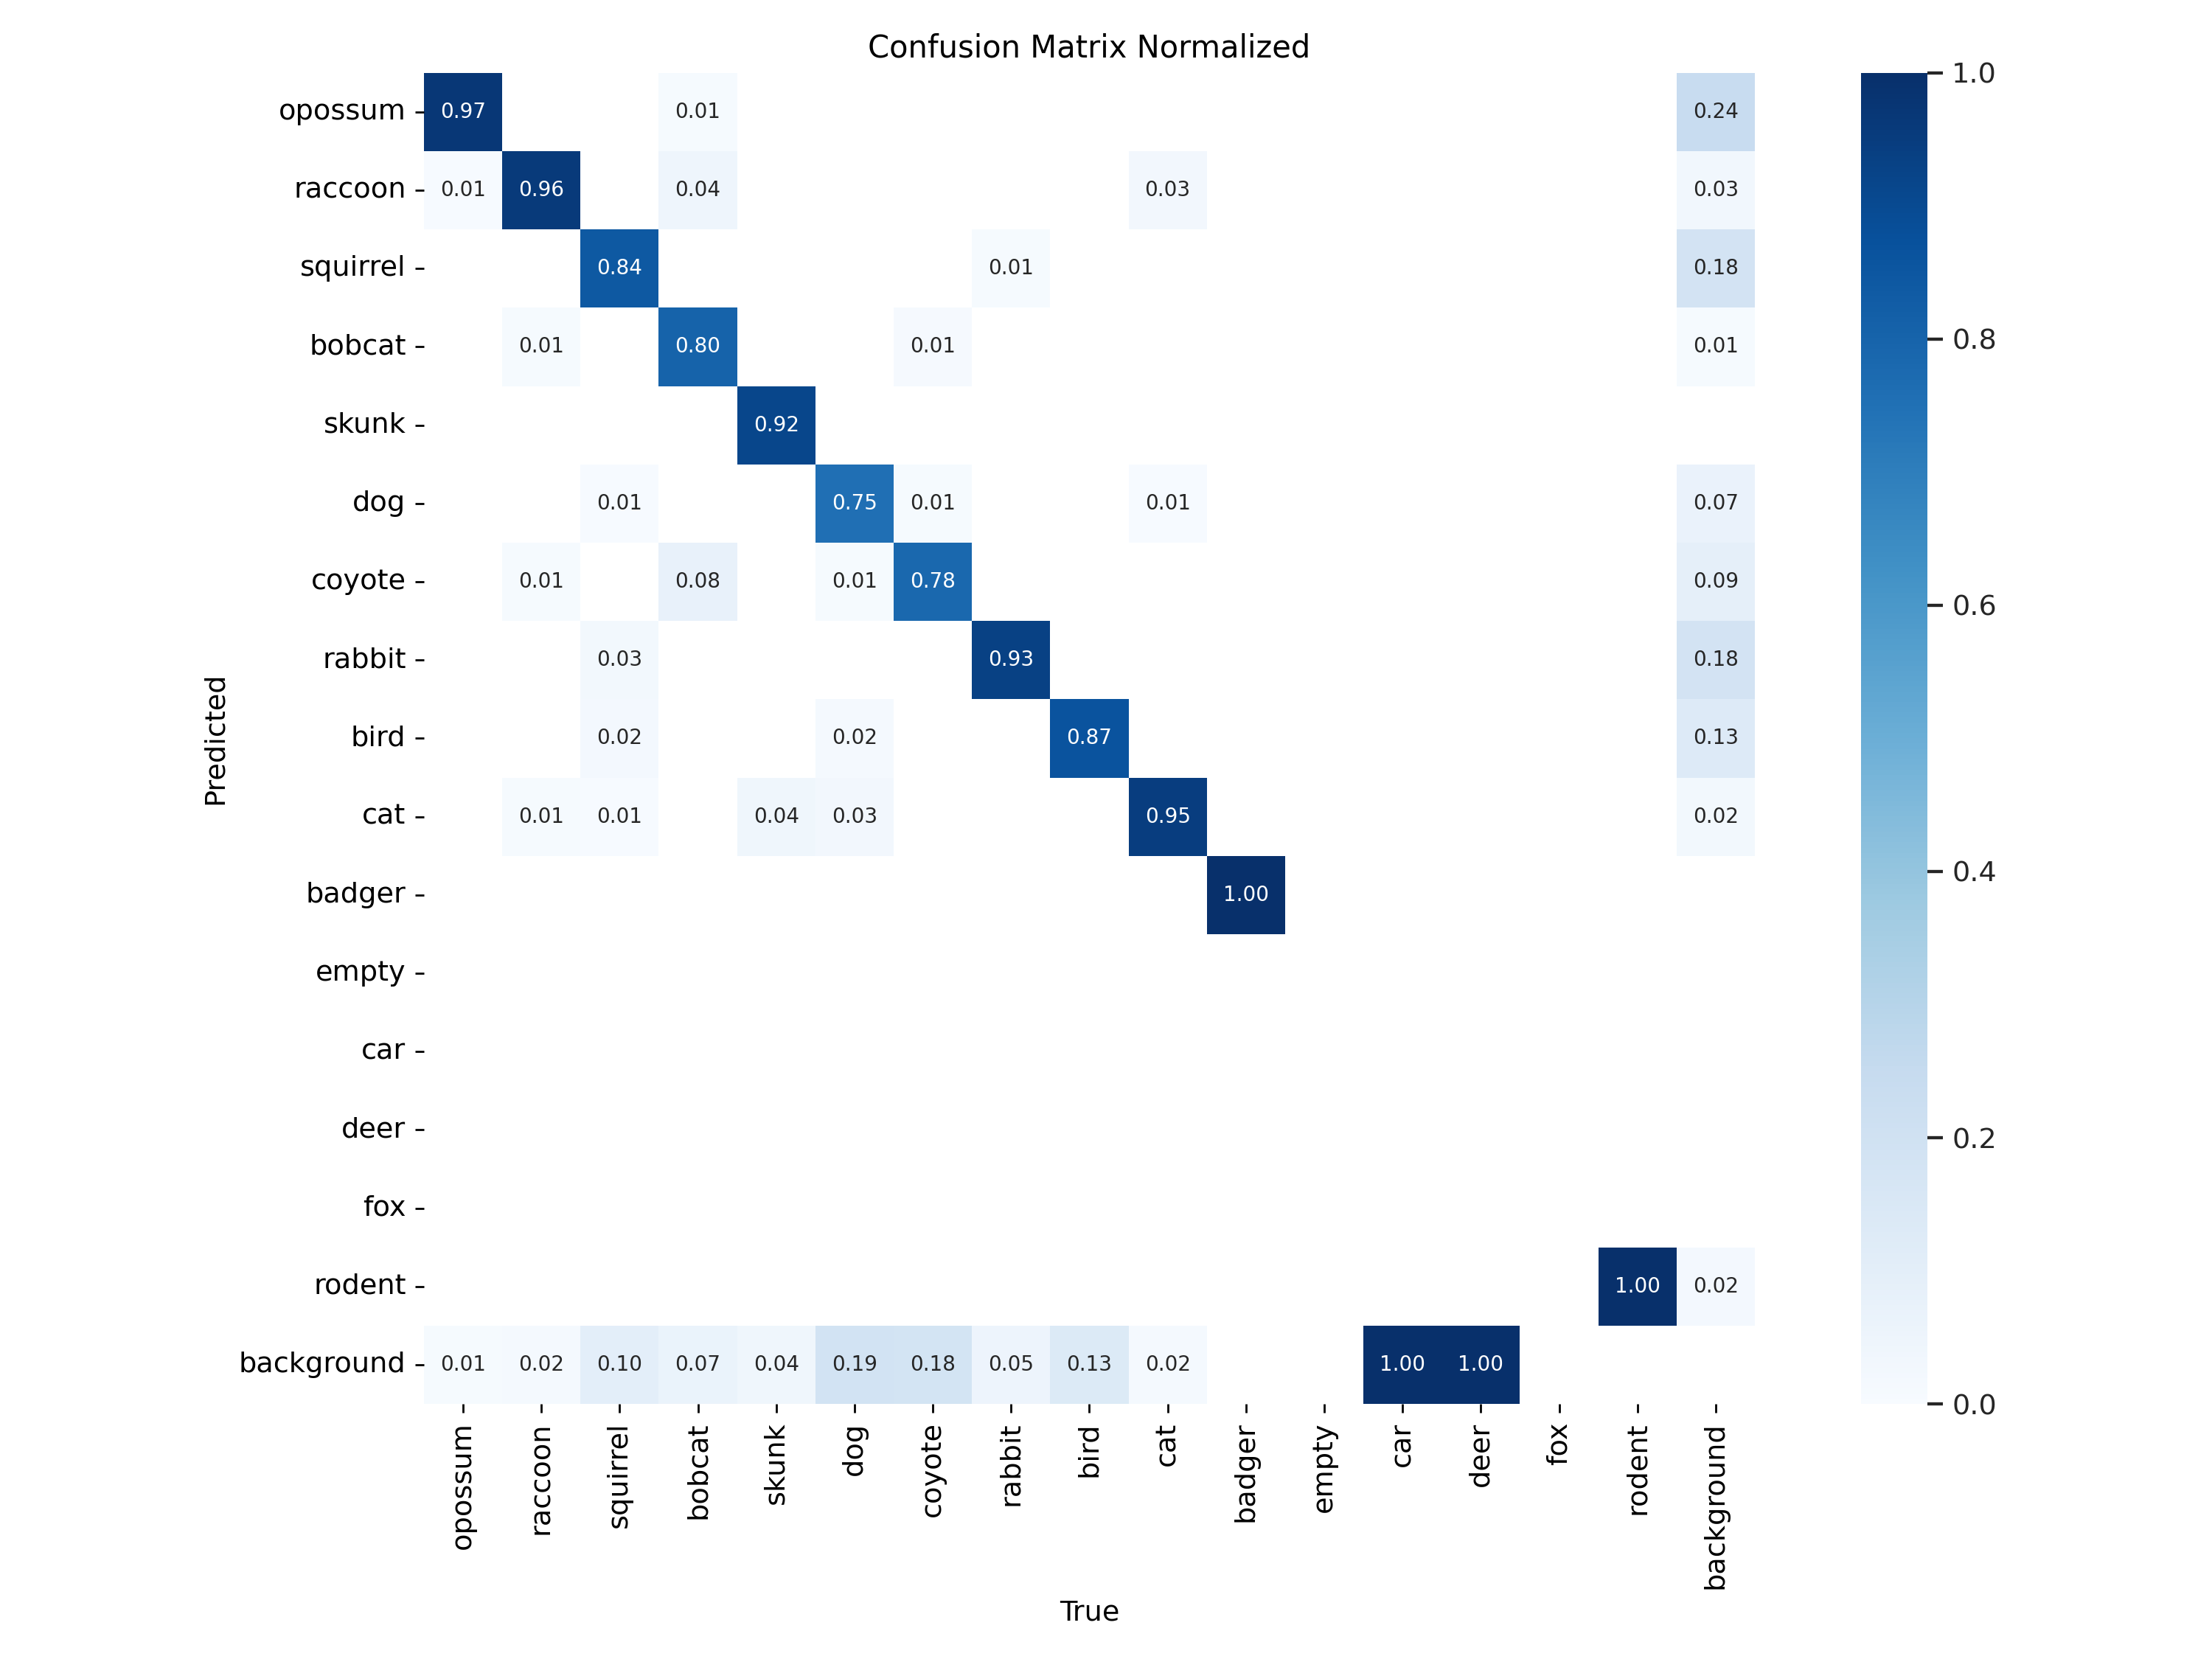 Confusion Matrix Normalized
opossum 0.97 0.01 0.24
raccoon 0.01 0.96 0.04 0.03 0.03
squirrel 0.84 0.01 0.18
bobcat 0.01 0.80 0.01 0.01
skunk 0.92
dog 0.01 0.75 0.01 0.01 0.07
coyote 0.01 0.08 0.01 0.78 0.09
rabbit 0.03 0.93 0.18
bird 0.02 0.02 0.87 0.13
cat 0.01 0.01 0.04 0.03 0.95 0.02
badger 1.00
empty
car
deer
fox
rodent 1.00 0.02
background 0.01 0.02 0.10 0.07 0.04 0.19 0.18 0.05 0.13 0.02 1.00 1.00
Predicted
opossum raccoon squirrel bobcat skunk dog coyote rabbit bird cat badger empty car deer fox rodent background
True
1.0
0.8
0.6
0.4
0.2
0.0